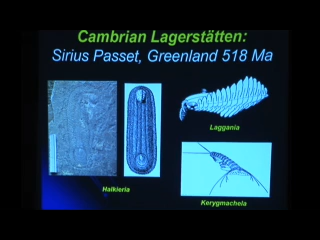 Cambrian Lagerstätten:
Sirius Passet, Greenland 518 Ma
Laggania
Halkieria
Kerygmachela